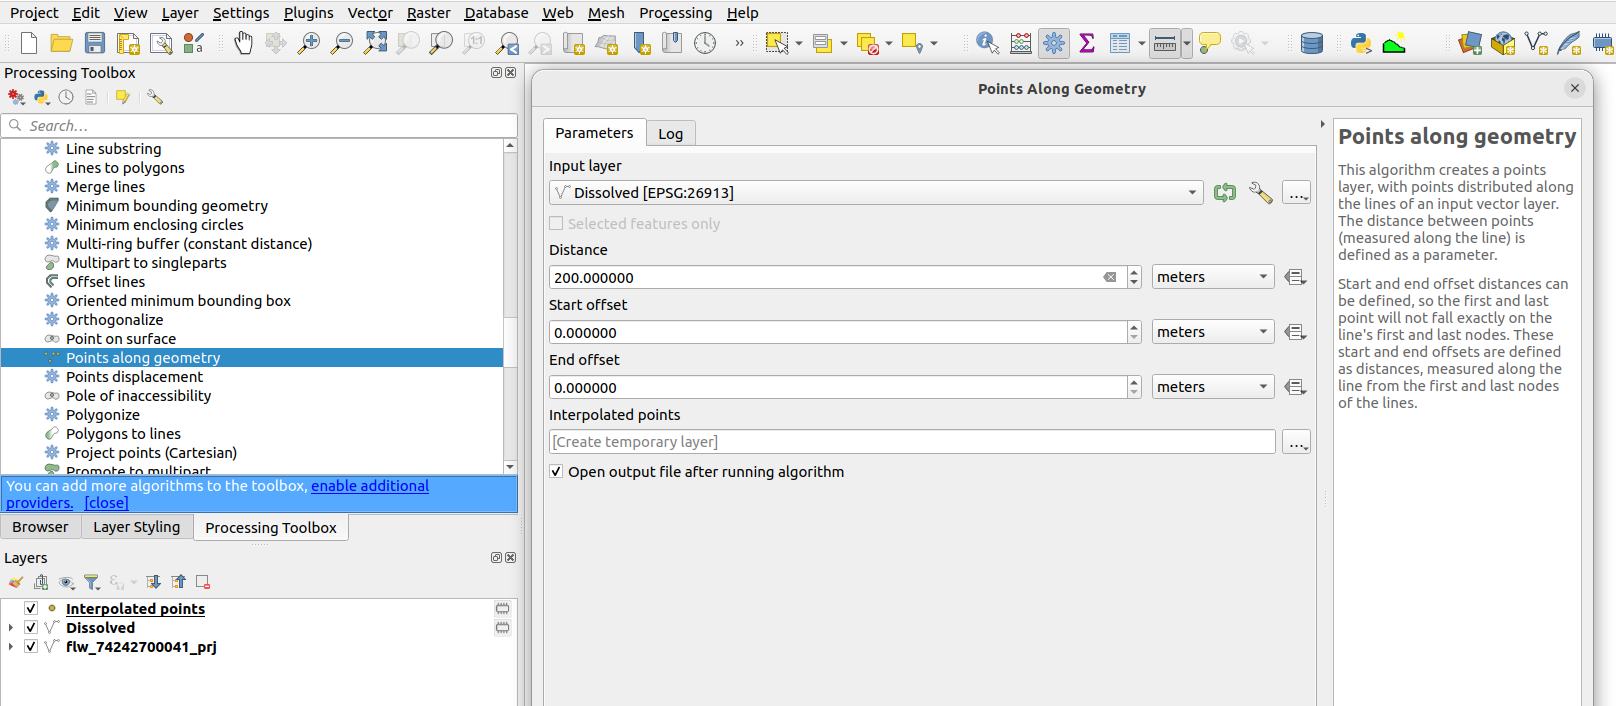 Project Edit View Layer Settings Plugins Vector Raster Database Web Mesh Processing Help
Processing Toolbox
Search...
Line substring
Lines to polygons
Merge lines
Minimum bounding geometry
Minimum enclosing circles
Multi-ring buffer (constant distance)
Multipart to singleparts
Offset lines
Oriented minimum bounding box
Orthogonalize
Point on surface
Points along geometry
Points displacement
Pole of inaccessibility
Polygonize
Polygons to lines
Project points (Cartesian)
Promote to multipart
You can add more algorithms to the toolbox, enable additional
providers. [close]
Browser Layer Styling Processing Toolbox
Layers
Interpolated points
Dissolved
flw_74242700041_prj
Points Along Geometry
Parameters Log
Input layer
Dissolved [EPSG:26913]
Selected features only
Distance
200.000000 meters
Start offset
0.000000 meters
End offset
0.000000 meters
Interpolated points
[Create temporary layer]
Open output file after running algorithm
Points along geometry
This algorithm creates a points
layer, with points distributed along
the lines of an input vector layer.
The distance between points
(measured along the line) is
defined as a parameter.
Start and end offset distances can
be defined, so the first and last
point will not fall exactly on the
line's first and last nodes. These
start and end offsets are defined
as distances, measured along the
line from the first and last nodes
of the lines.